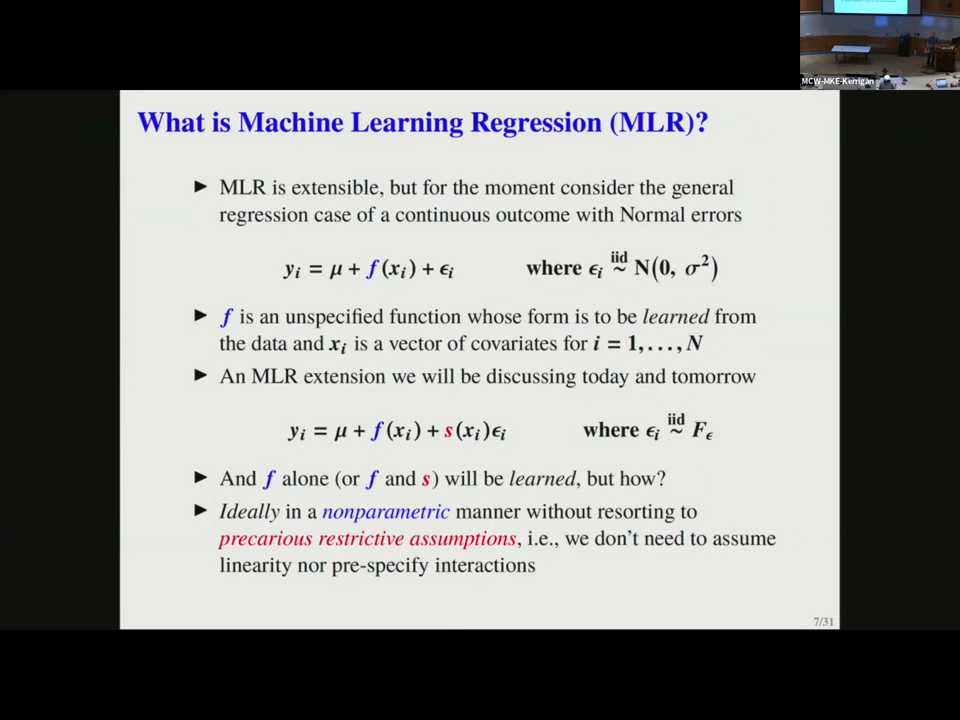 MCW-MKE-Kerrigan
What is Machine Learning Regression (MLR)?
► MLR is extensible, but for the moment consider the general
regression case of a continuous outcome with Normal errors
yᵢ = μ + f(xᵢ) + ϵᵢ where ϵᵢ iid ~ N(0, σ²)
► f is an unspecified function whose form is to be learned from
the data and xᵢ is a vector of covariates for i = 1, . . . , N
► An MLR extension we will be discussing today and tomorrow
yᵢ = μ + f(xᵢ) + s(xᵢ)ϵᵢ where ϵᵢ iid ~ F_ϵ
► And f alone (or f and s) will be learned, but how?
► Ideally in a nonparametric manner without resorting to
precarious restrictive assumptions, i.e., we don't need to assume
linearity nor pre-specify interactions
7/31